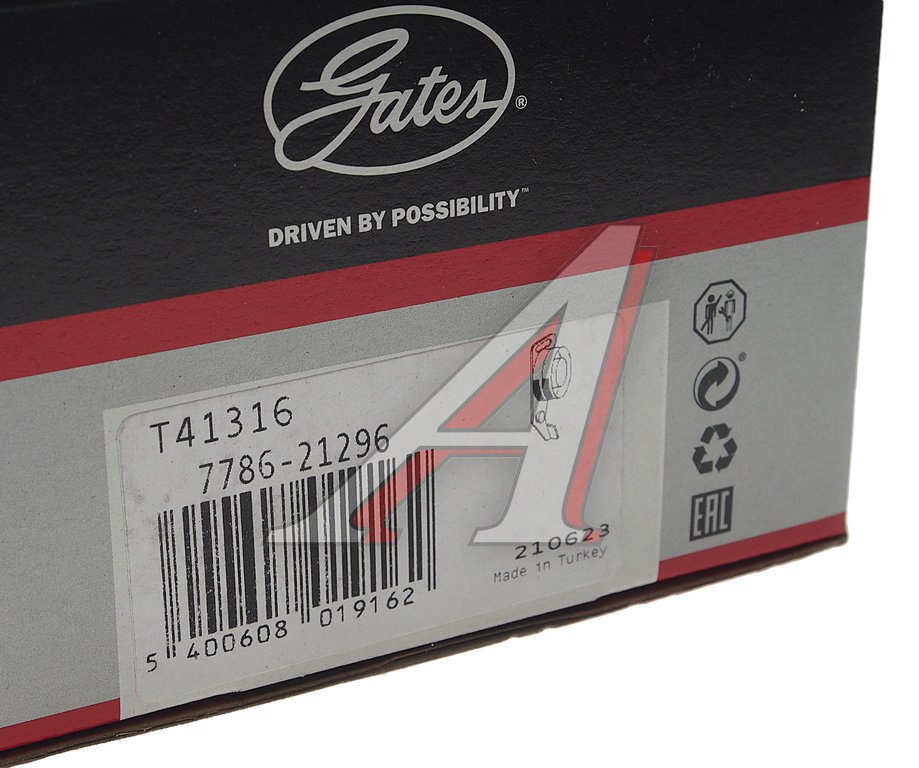 Gates®
DRIVEN BY POSSIBILITY™
T41316
7786-21296
5 400608 019162
210623
Made in Turkey
®
EAC